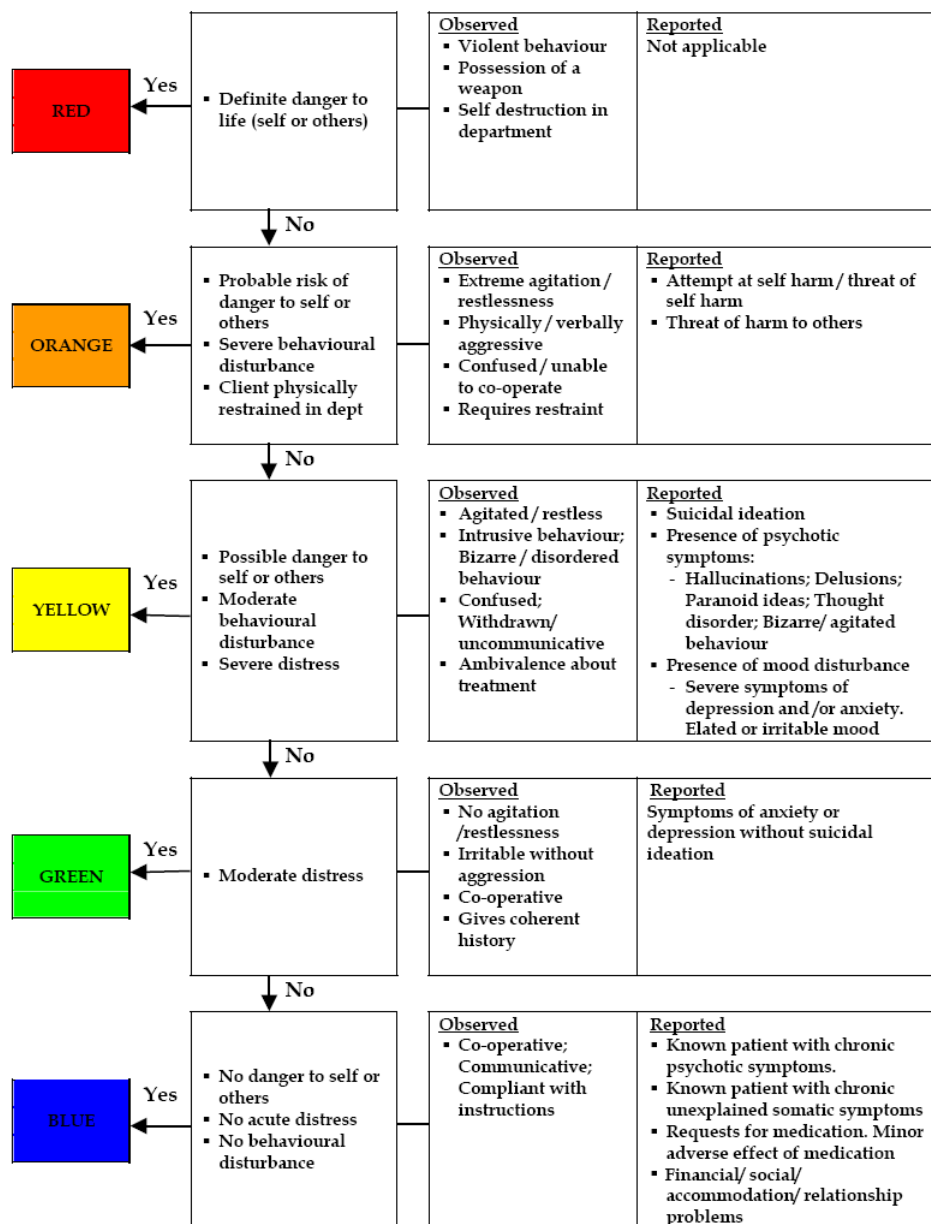 RED
Yes
▪ Definite danger to
life (self or others)
Observed
▪ Violent behaviour
▪ Possession of a
weapon
▪ Self destruction in
department
Reported
Not applicable
No
ORANGE
Yes
▪ Probable risk of
danger to self or
others
▪ Severe behavioural
disturbance
▪ Client physically
restrained in dept
Observed
▪ Extreme agitation/
restlessness
▪ Physically/verbally
aggressive
▪ Confused/unable
to co-operate
▪ Requires restraint
Reported
▪ Attempt at self harm/threat of
self harm
▪ Threat of harm to others
No
YELLOW
Yes
▪ Possible danger to
self or others
▪ Moderate
behavioural
disturbance
▪ Severe distress
Observed
▪ Agitated/restless
▪ Intrusive behaviour;
Bizarre/disordered
behaviour
▪ Confused;
Withdrawn/
uncommunicative
▪ Ambivalence about
treatment
Reported
▪ Suicidal ideation
▪ Presence of psychotic
symptoms:
- Hallucinations; Delusions;
Paranoid ideas; Thought
disorder; Bizarre/agitated
behaviour
▪ Presence of mood disturbance
- Severe symptoms of
depression and/or anxiety.
Elated or irritable mood
No
GREEN
Yes
▪ Moderate distress
Observed
▪ No agitation
/restlessness
▪ Irritable without
aggression
▪ Co-operative
▪ Gives coherent
history
Reported
Symptoms of anxiety or
depression without suicidal
ideation
No
BLUE
Yes
▪ No danger to self or
others
▪ No acute distress
▪ No behavioural
disturbance
Observed
▪ Co-operative;
Communicative;
Compliant with
instructions
Reported
▪ Known patient with chronic
psychotic symptoms.
▪ Known patient with chronic
unexplained somatic symptoms
▪ Requests for medication. Minor
adverse effect of medication
▪ Financial/social/
accommodation/relationship
problems